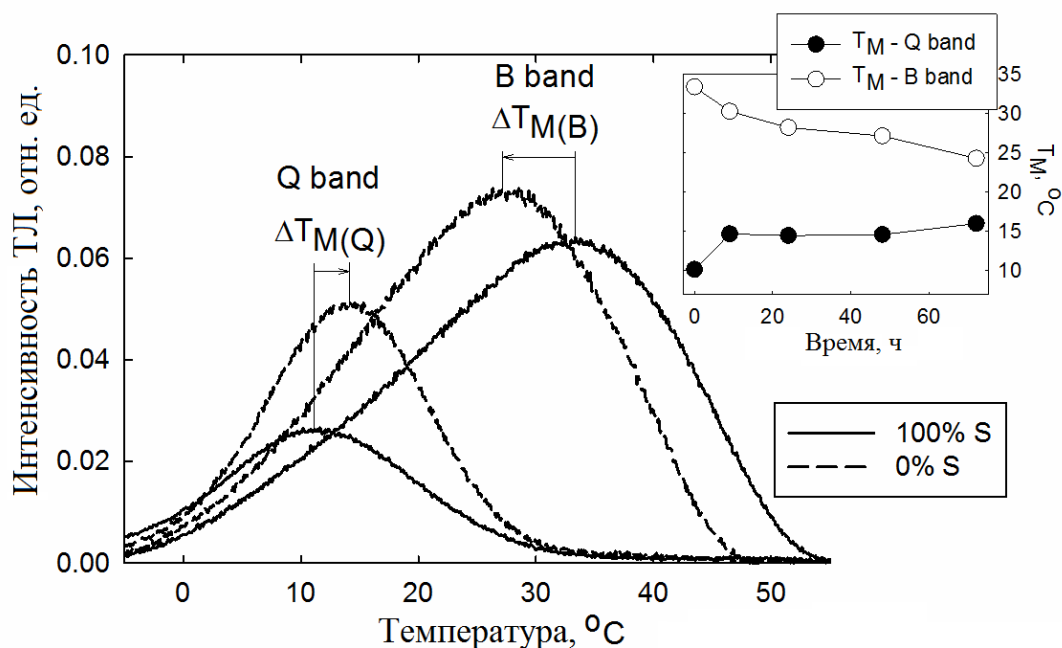 0.10
0.08
0.06
0.04
0.02
0.00
Интенсивность ТЛ, отн. ед.
0
10
20
30
40
50
Температура, °C
Q band
ΔTM(Q)
B band
ΔTM(B)
TM - Q band
TM - B band
35
30
25
20
15
10
TM, °C
0
20
40
60
Время, ч
100% S
0% S